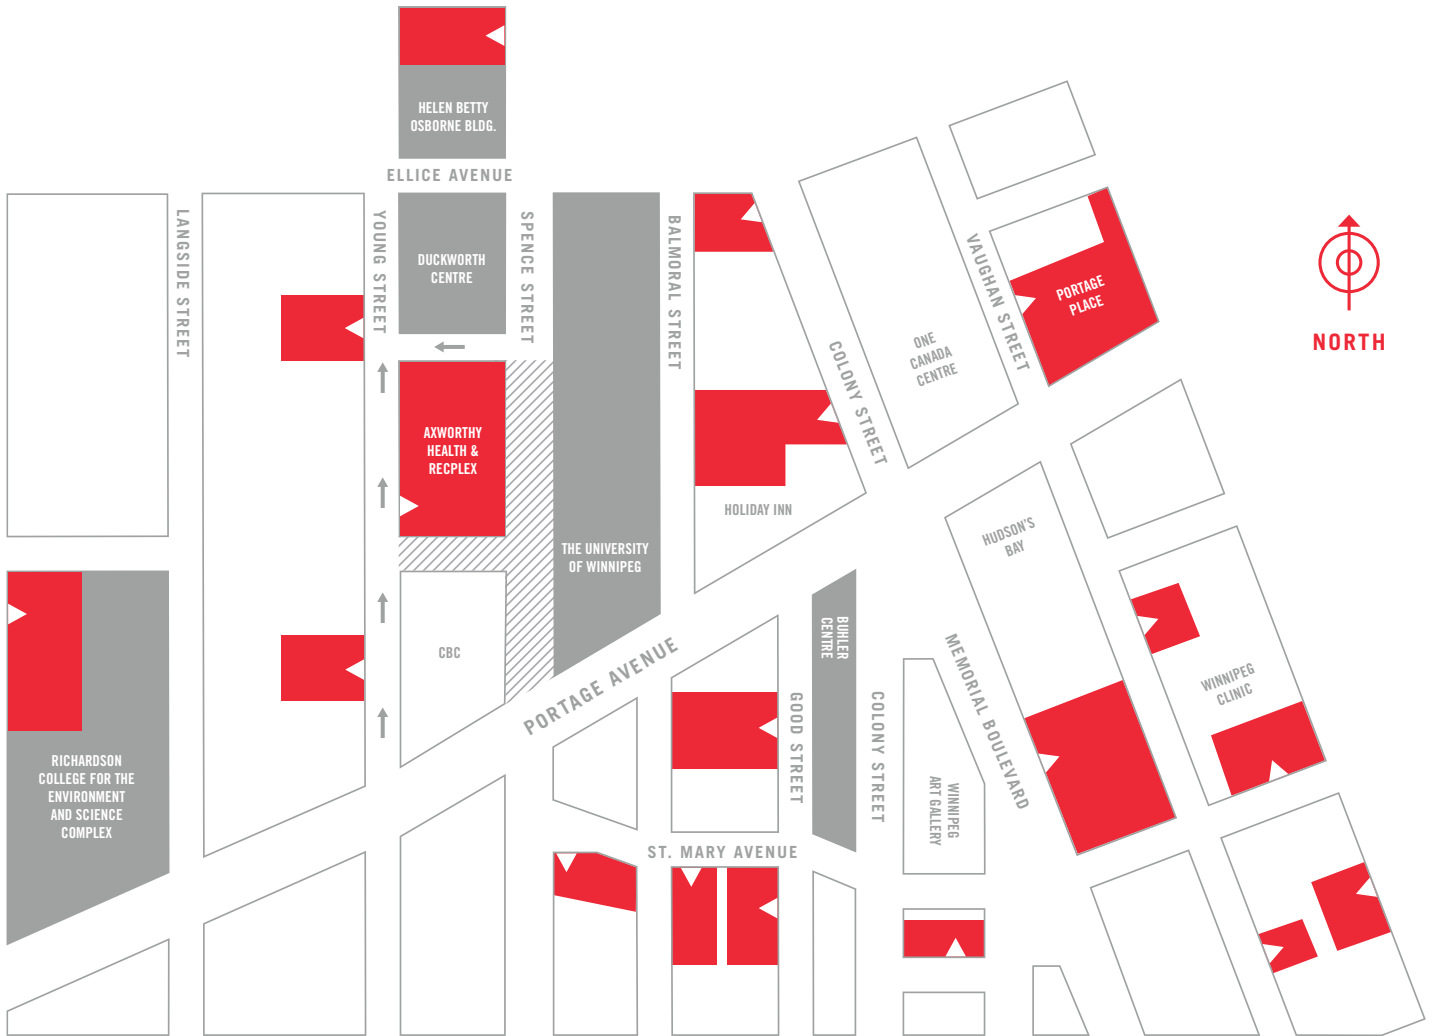 HELEN BETTY
OSBORNE BLDG.
ELLICE AVENUE
LANGSIDE STREET
YOUNG STREET
DUCKWORTH
CENTRE
SPENCE STREET
BALMORAL STREET
COLONY STREET
ONE
CANADA
CENTRE
VAUGHAN STREET
PORTAGE
PLACE
NORTH
AXWORTHY
HEALTH &
RECPLEX
HOLIDAY INN
THE UNIVERSITY
OF WINNIPEG
HUDSON'S
BAY
CBC
PORTAGE AVENUE
BUHLER
CENTRE
GOOD STREET
COLONY STREET
MEMORIAL BOULEVARD
WINNIPEG
CLINIC
WINNIPEG
ART GALLERY
RICHARDSON
COLLEGE FOR THE
ENVIRONMENT
AND SCIENCE
COMPLEX
ST. MARY AVENUE